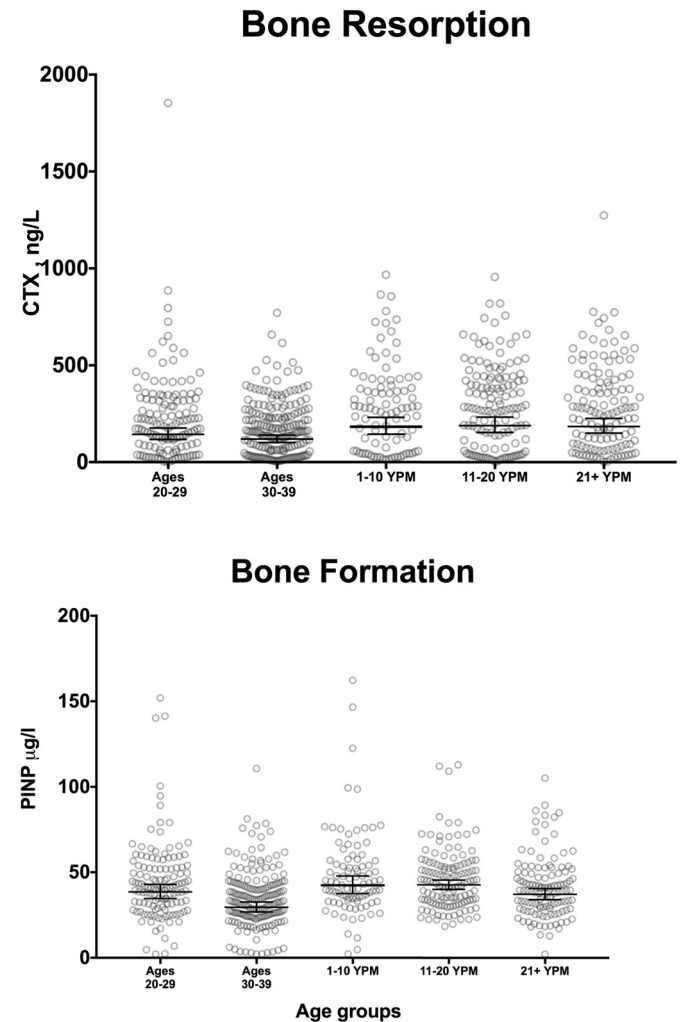 Bone Resorption
2000
1500
1000
500
0
CTX , ng/L
Ages
20-29
Ages
30-39
1-10 YPM
11-20 YPM
21+ YPM
Bone Formation
200
150
100
50
0
PINP μg/l
Ages
20-29
Ages
30-39
1-10 YPM
11-20 YPM
21+ YPM
Age groups